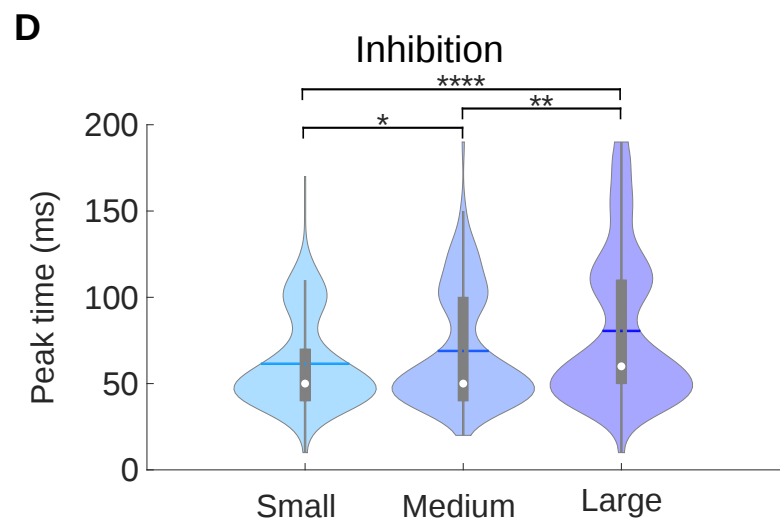 D
Inhibition
****
**
*
200
150
100
50
0
Peak time (ms)
Small Medium Large